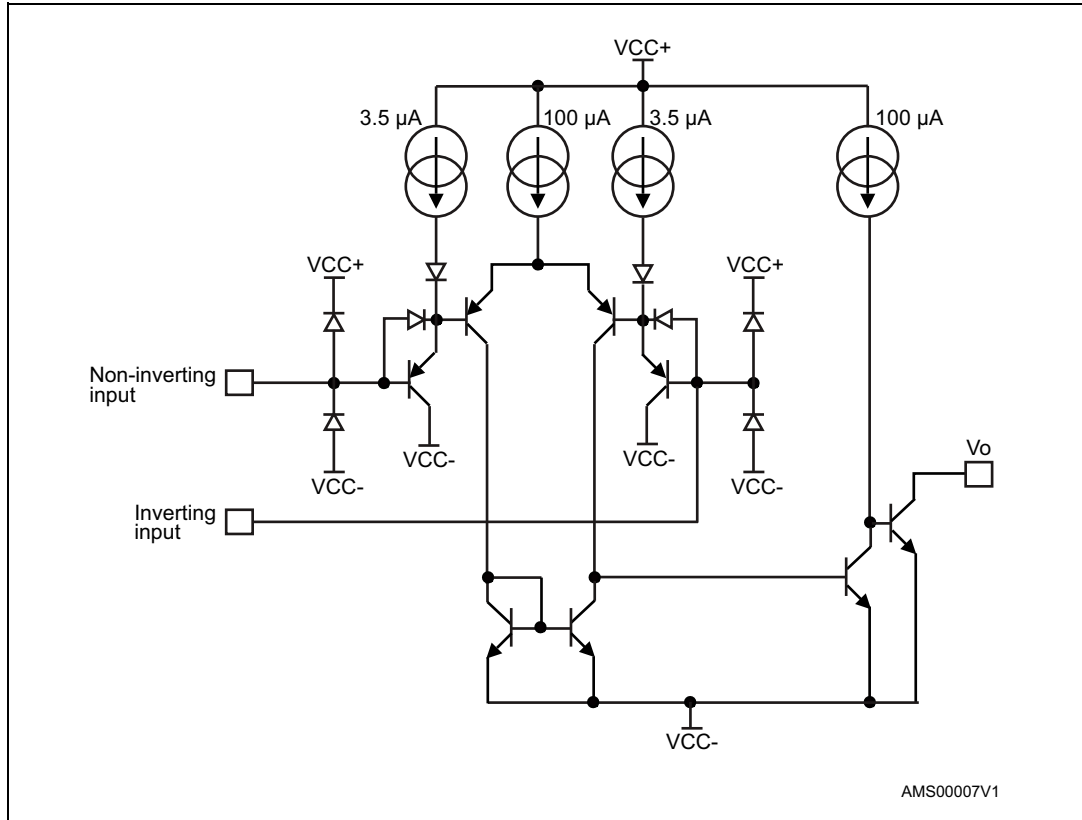 VCC+
3.5 µA
100 µA
3.5 µA
100 µA
VCC+
VCC+
Non-inverting
input
VCC-
VCC-
VCC-
VCC-
Vo
Inverting
input
VCC-
AMS00007V1